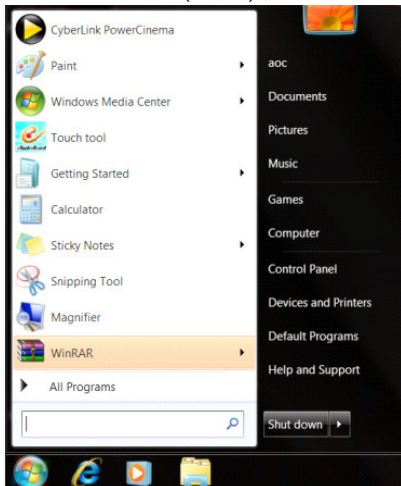 CyberLink PowerCinema
Paint
Windows Media Center
Touch tool
Getting Started
Calculator
Sticky Notes
Snipping Tool
Magnifier
WinRAR
All Programs
aoc
Documents
Pictures
Music
Games
Computer
Control Panel
Devices and Printers
Default Programs
Help and Support
Shut down